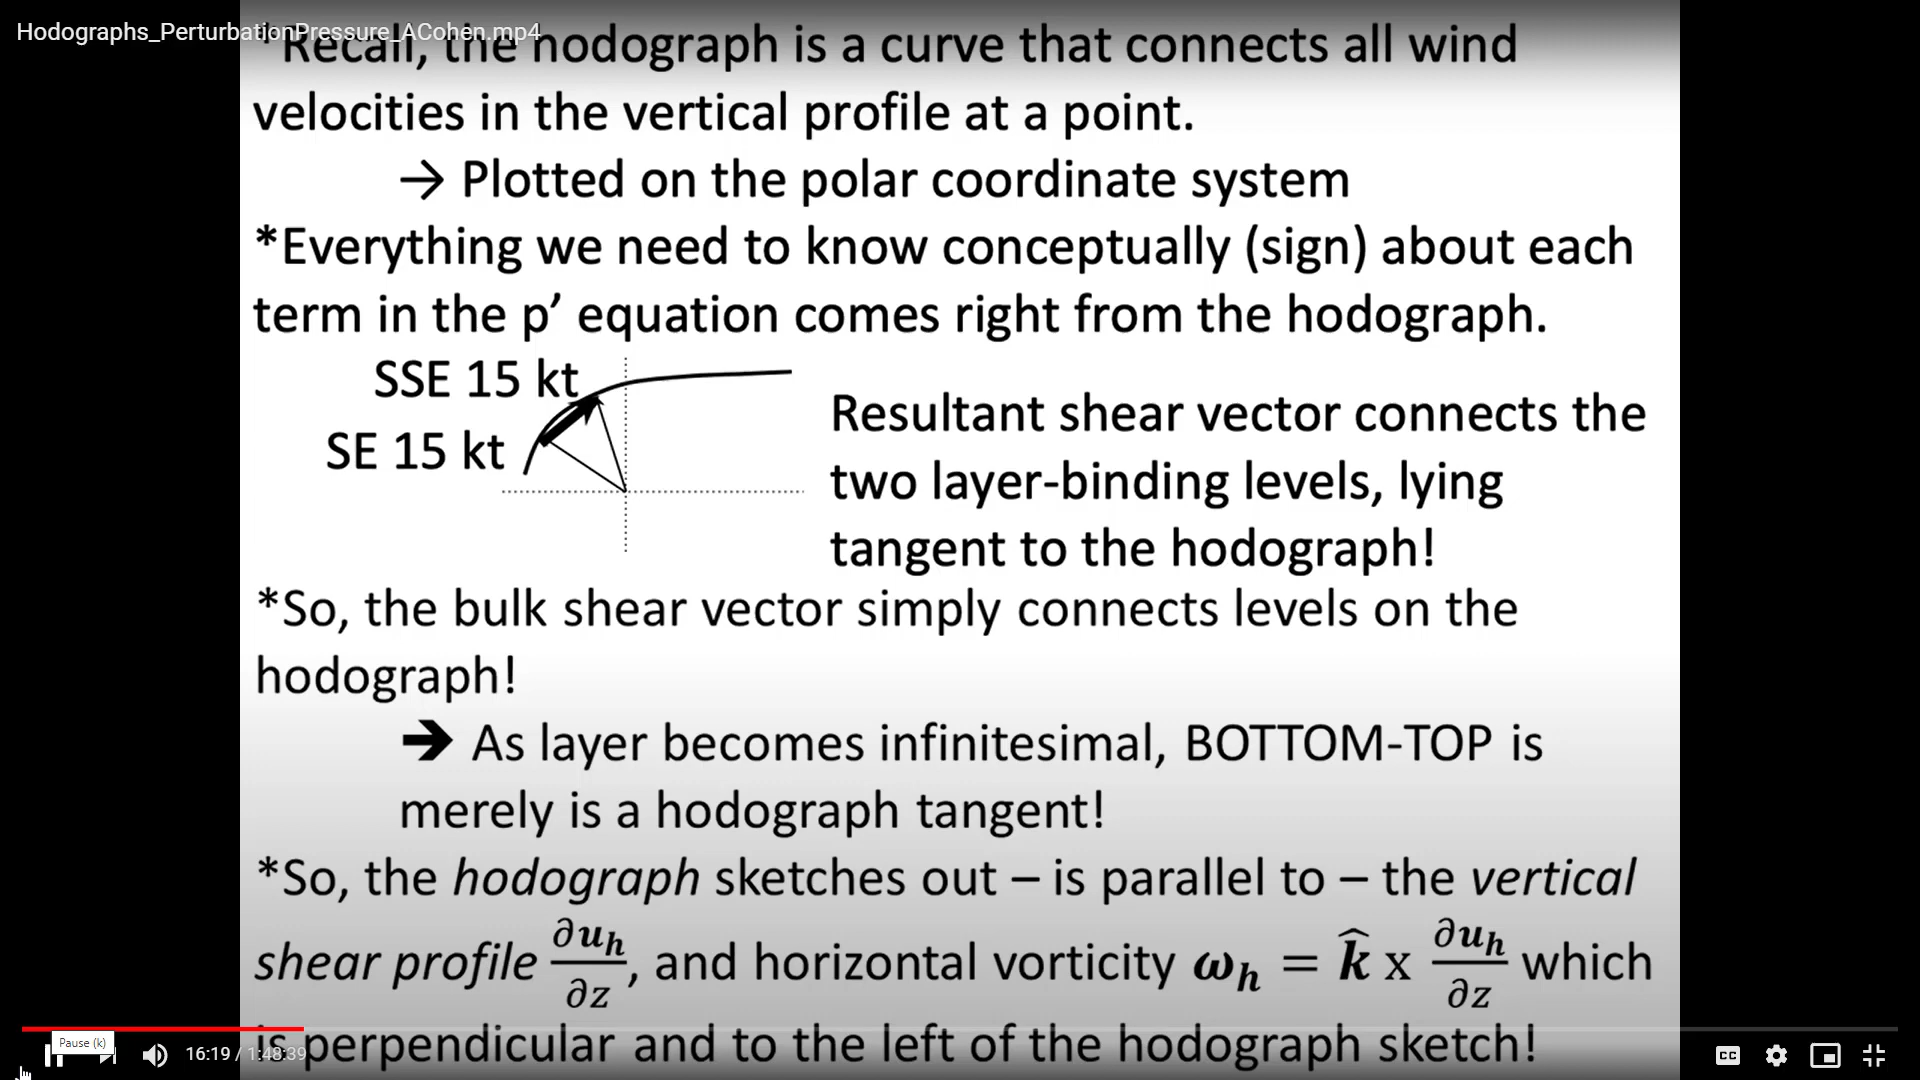 Hodographs_PerturbationPressure_ACohen.mp4
*Recall, the hodograph is a curve that connects all wind
velocities in the vertical profile at a point.
→ Plotted on the polar coordinate system
*Everything we need to know conceptually (sign) about each
term in the p’ equation comes right from the hodograph.
SSE 15 kt
SE 15 kt
Resultant shear vector connects the
two layer-binding levels, lying
tangent to the hodograph!
*So, the bulk shear vector simply connects levels on the
hodograph!
➔ As layer becomes infinitesimal, BOTTOM-TOP is
merely is a hodograph tangent!
*So, the hodograph sketches out – is parallel to – the vertical
shear profile ∂u_h/∂z, and horizontal vorticity ω_h = k̂ x ∂u_h/∂z which
is perpendicular and to the left of the hodograph sketch!
Pause (k)
16:19 / 1:48:39
CC